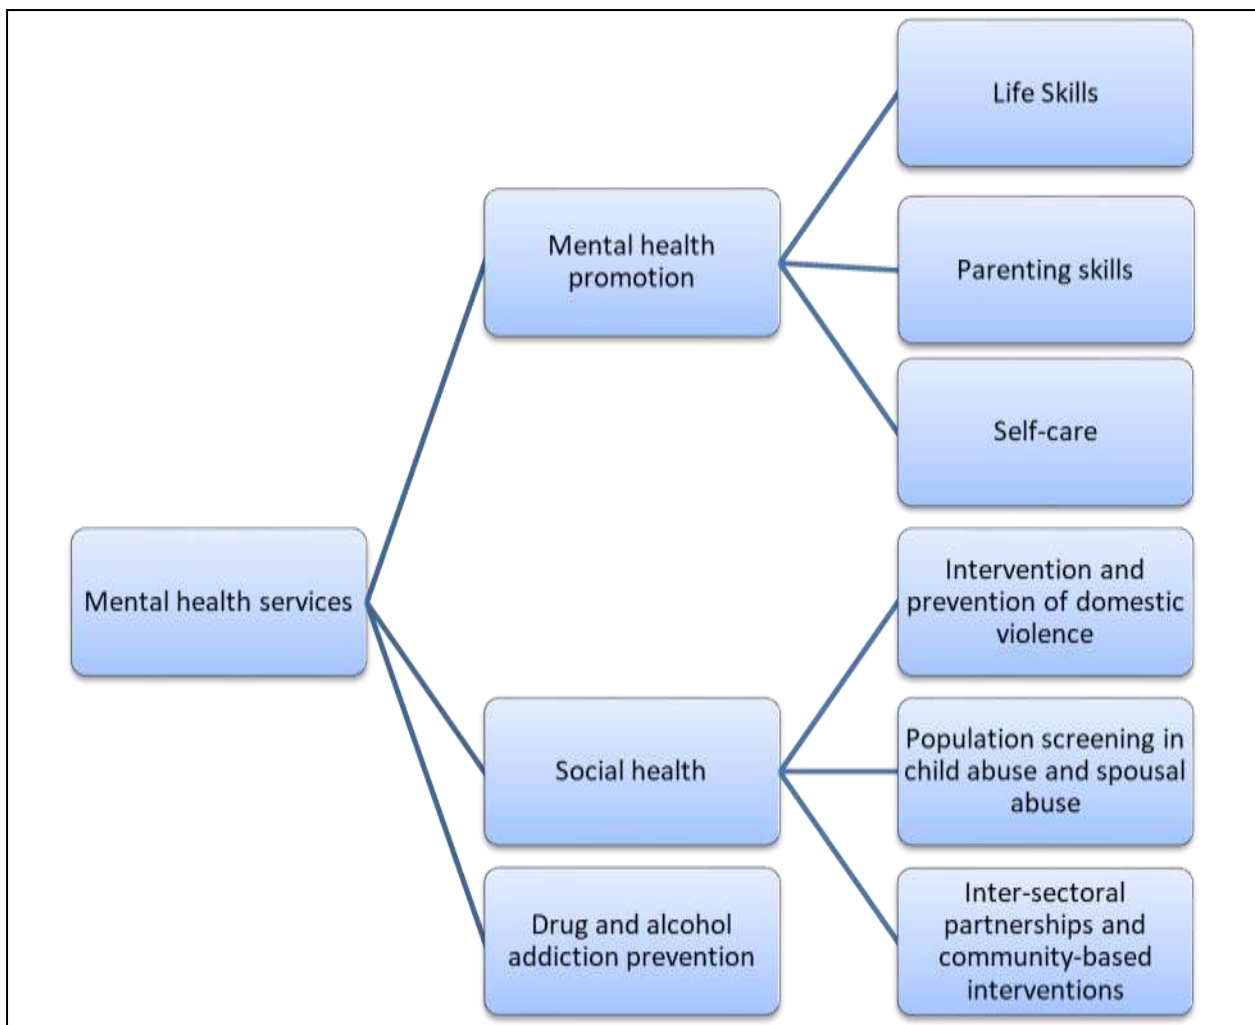 Life Skills
Mental health
promotion
Parenting skills
Self-care
Mental health services
Intervention and
prevention of domestic
violence
Social health
Population screening in
child abuse and spousal
abuse
Drug and alcohol
addiction prevention
Inter-sectoral
partnerships and
community-based
interventions